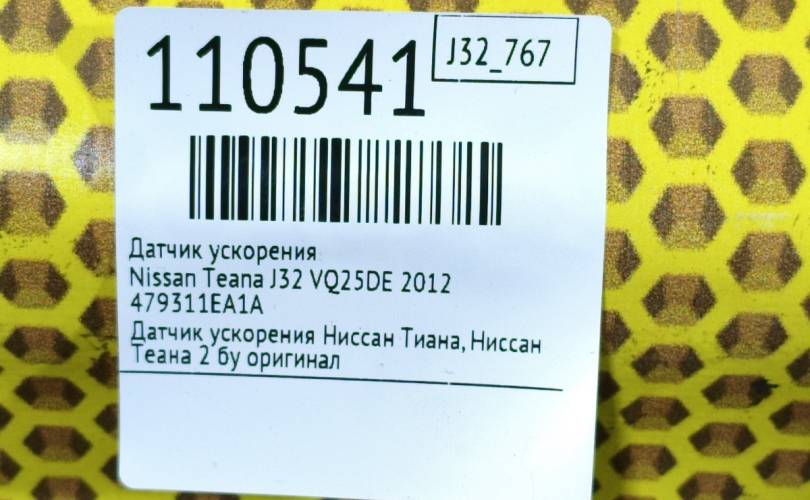 110541
J32_767
Датчик ускорения
Nissan Teana J32 VQ25DE 2012
479311EA1A
Датчик ускорения Ниссан Тиана, Ниссан
Теана 2 бу оригинал